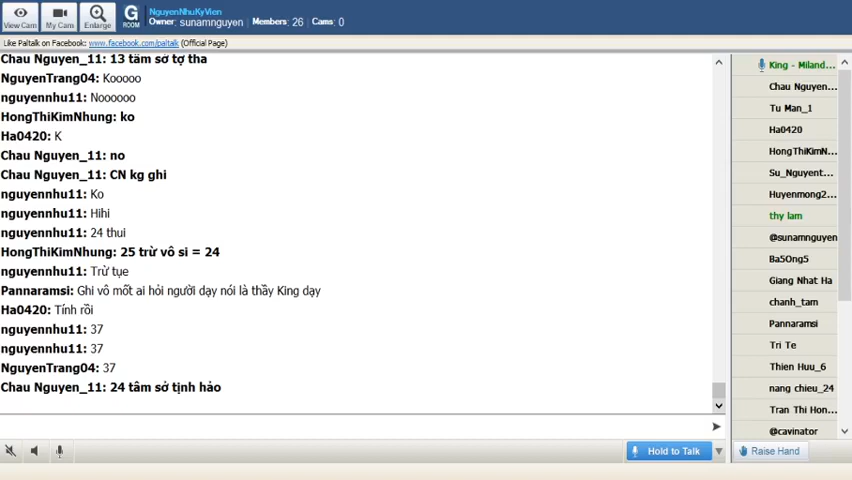 View Cam
My Cam
Enlarge
G
ROOM
NguyenNhuKyVien
Owner: sunamnguyen Members: 26 Cams: 0
Like Paltalk on Facebook: www.facebook.com/paltalk (Official Page)
Chau Nguyen_11: 13 tâm sở tợ tha
NguyenTrang04: Kooooo
nguyennhu11: Noooooo
HongThiKimNhung: ko
Ha0420: K
Chau Nguyen_11: no
Chau Nguyen_11: CN kg ghi
nguyennhu11: Ko
nguyennhu11: Hihi
nguyennhu11: 24 thui
HongThiKimNhung: 25 trừ vô si = 24
nguyennhu11: Trừ tục
Pannaramsi: Ghi vô mốt ai hỏi người dạy nói là thầy King dạy
Ha0420: Tính rồi
nguyennhu11: 37
nguyennhu11: 37
NguyenTrang04: 37
Chau Nguyen_11: 24 tâm sở tịnh hảo
King - Miland...
Chau Nguyen...
Tu Man_1
Ha0420
HongThiKimN...
Su_Nguyent...
Huyenmong2...
thy lam
@sunamnguyen
Ba5Ong5
Giang Nhat Ha
chanh_tam
Pannaramsi
Tri Te
Thien Huu_6
nang chieu_24
Tran Thi Hon...
@cavinator
Hold to Talk
Raise Hand